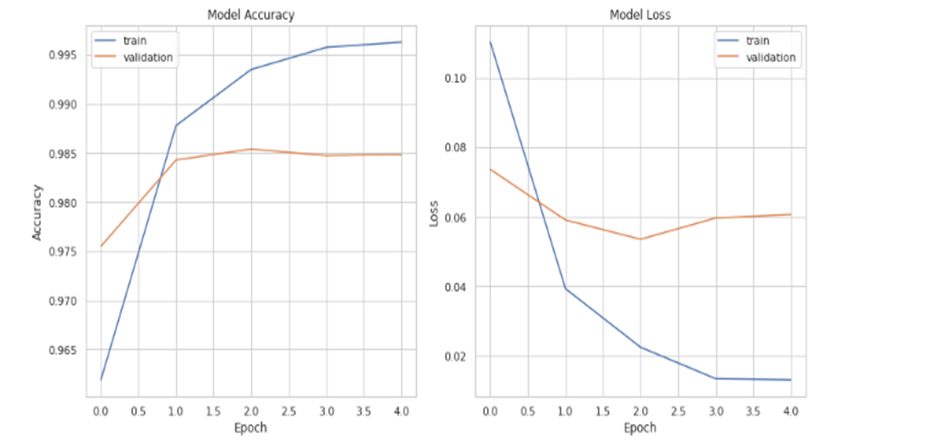 Model Accuracy
train
validation
0.995
0.990
0.985
0.980
0.975
0.970
0.965
Accuracy
0.0 0.5 1.0 1.5 2.0 2.5 3.0 3.5 4.0
Epoch
Model Loss
train
validation
0.10
0.08
0.06
0.04
0.02
Loss
0.0 0.5 1.0 1.5 2.0 2.5 3.0 3.5 4.0
Epoch